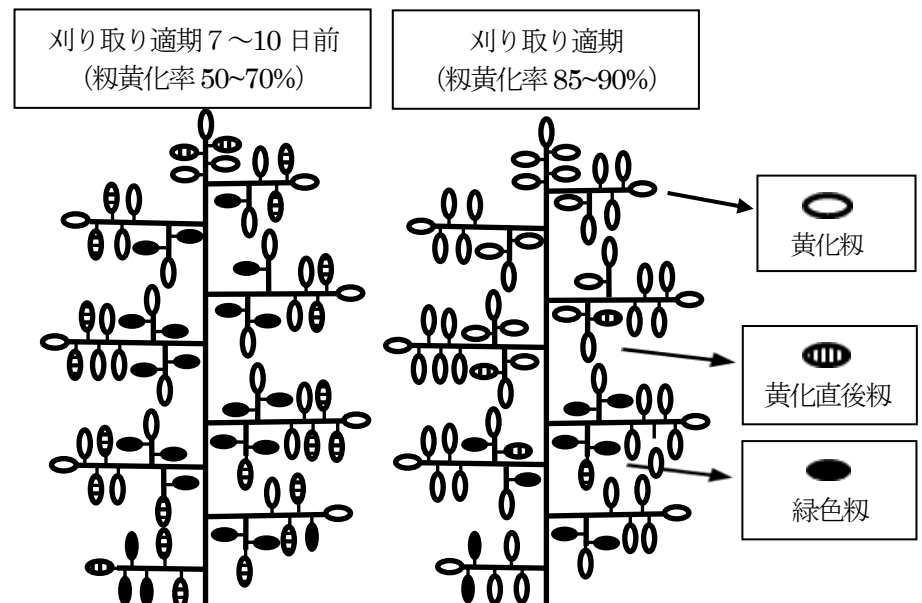 刈り取り適期７～10 日前
(籾黄化率 50~70%)
刈り取り適期
(籾黄化率 85~90%)
黄化籾
黄化直後籾
緑色籾